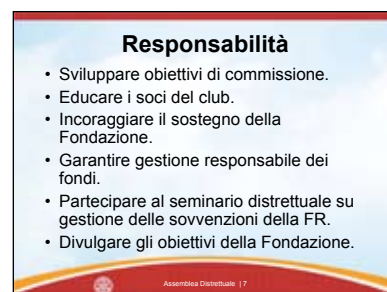 Responsabilità
• Sviluppare obiettivi di commissione.
• Educare i soci del club.
• Incoraggiare il sostegno della
Fondazione.
• Garantire gestione responsabile dei
fondi.
• Partecipare al seminario distrettuale su
gestione delle sovvenzioni della FR.
• Divulgare gli obiettivi della Fondazione.
Assemblea Distrettuale | 7